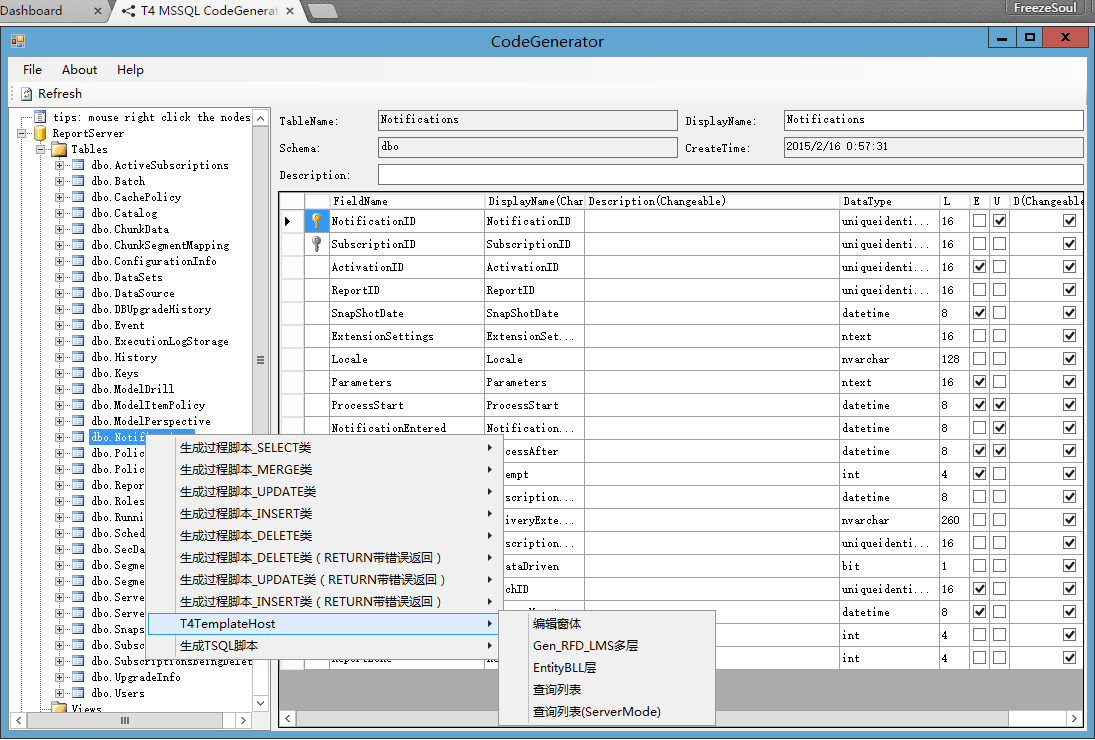 Dashboard
T4 MSSQL CodeGenerat
FreezeSoul
CodeGenerator
File About Help
Refresh
tips: mouse right click the nodes
ReportServer
Tables
dbo.ActiveSubscriptions
dbo.Batch
dbo.CachePolicy
dbo.Catalog
dbo.ChunkData
dbo.ChunkSegmentMapping
dbo.ConfigurationInfo
dbo.DataSets
dbo.DataSource
dbo.DBUpgradeHistory
dbo.Event
dbo.ExecutionLogStorage
dbo.History
dbo.Keys
dbo.ModelDrill
dbo.ModelItemPolicy
dbo.ModelPerspective
dbo.Notif
dbo.Polic
dbo.Polic
dbo.Repor
dbo.Roles
dbo.Runni
dbo.Sched
dbo.SecDa
dbo.Segme
dbo.Segme
dbo.Serve
dbo.Serve
dbo.Snaps
dbo.Subsc
dbo.SubscriptionsBeingDelet
dbo.UpgradeInfo
dbo.Users
Views
TableName: Notifications DisplayName: Notifications
Schema: dbo CreateTime: 2015/2/16 0:57:31
Description:
FieldName DisplayName(Char Description(Changeable) DataType L E U D(Changeable
NotificationID NotificationID uniqueidenti... 16
SubscriptionID SubscriptionID uniqueidenti... 16
ActivationID ActivationID uniqueidenti... 16
ReportID ReportID uniqueidenti... 16
SnapShotDate SnapShotDate datetime 8
ExtensionSettings ExtensionSet... ntext 16
Locale Locale nvarchar 128
Parameters Parameters ntext 16
ProcessStart ProcessStart datetime 8
NotificationEntered Notification... datetime 8
cessAfter datetime 8
empt int 4
scription... datetime 8
iveryExte... nvarchar 260
scription... uniqueidenti... 16
ataDriven bit 1
chID uniqueidenti... 16
datetime 8
int 4
int 4
生成过程脚本_SELECT类
生成过程脚本_MERGE类
生成过程脚本_UPDATE类
生成过程脚本_INSERT类
生成过程脚本_DELETE类
生成过程脚本_DELETE类（RETURN带错误返回）
生成过程脚本_UPDATE类（RETURN带错误返回）
生成过程脚本_INSERT类（RETURN带错误返回）
T4TemplateHost
生成TSQL脚本
编辑窗体
Gen_RFD_LMS多层
EntityBLL层
查询列表
查询列表(ServerMode)